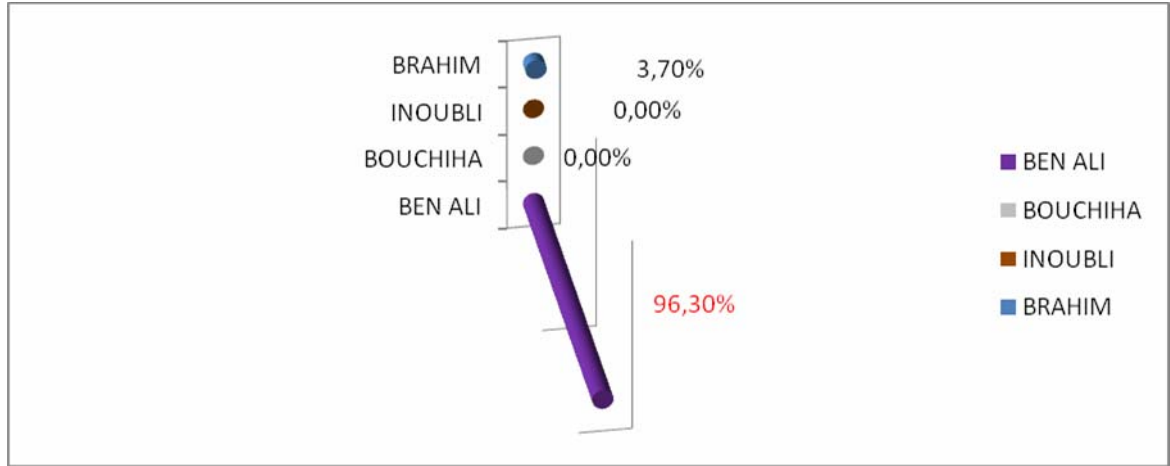 BRAHIM 3,70%
INOUBLI 0,00%
BOUCHIHA 0,00%
BEN ALI 96,30%
BEN ALI
BOUCHIHA
INOUBLI
BRAHIM